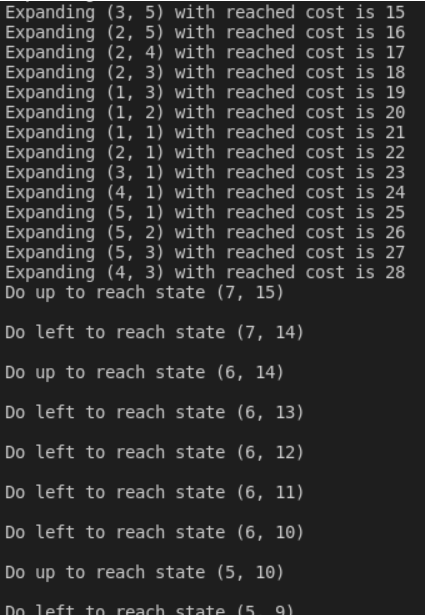 Expanding (3, 5) with reached cost is 15
Expanding (2, 5) with reached cost is 16
Expanding (2, 4) with reached cost is 17
Expanding (2, 3) with reached cost is 18
Expanding (1, 3) with reached cost is 19
Expanding (1, 2) with reached cost is 20
Expanding (1, 1) with reached cost is 21
Expanding (2, 1) with reached cost is 22
Expanding (3, 1) with reached cost is 23
Expanding (4, 1) with reached cost is 24
Expanding (5, 1) with reached cost is 25
Expanding (5, 2) with reached cost is 26
Expanding (5, 3) with reached cost is 27
Expanding (4, 3) with reached cost is 28
Do up to reach state (7, 15)
Do left to reach state (7, 14)
Do up to reach state (6, 14)
Do left to reach state (6, 13)
Do left to reach state (6, 12)
Do left to reach state (6, 11)
Do left to reach state (6, 10)
Do up to reach state (5, 10)
Do left to reach state (5, 9)